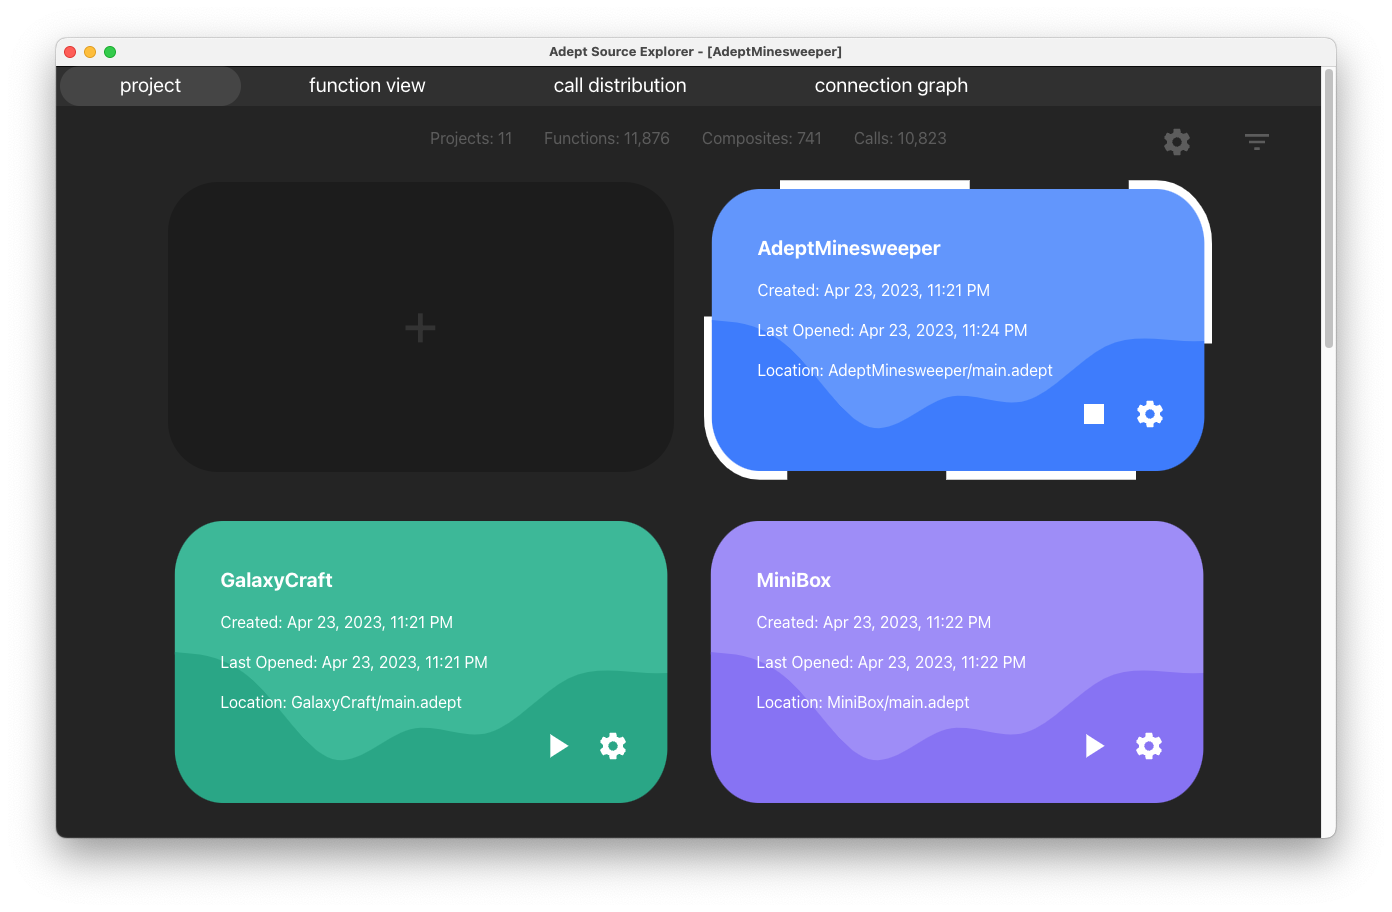 Adept Source Explorer - [AdeptMinesweeper]
project function view call distribution connection graph
Projects: 11 Functions: 11,876 Composites: 741 Calls: 10,823
AdeptMinesweeper
Created: Apr 23, 2023, 11:21 PM
Last Opened: Apr 23, 2023, 11:24 PM
Location: AdeptMinesweeper/main.adept
GalaxyCraft
Created: Apr 23, 2023, 11:21 PM
Last Opened: Apr 23, 2023, 11:21 PM
Location: GalaxyCraft/main.adept
MiniBox
Created: Apr 23, 2023, 11:22 PM
Last Opened: Apr 23, 2023, 11:22 PM
Location: MiniBox/main.adept